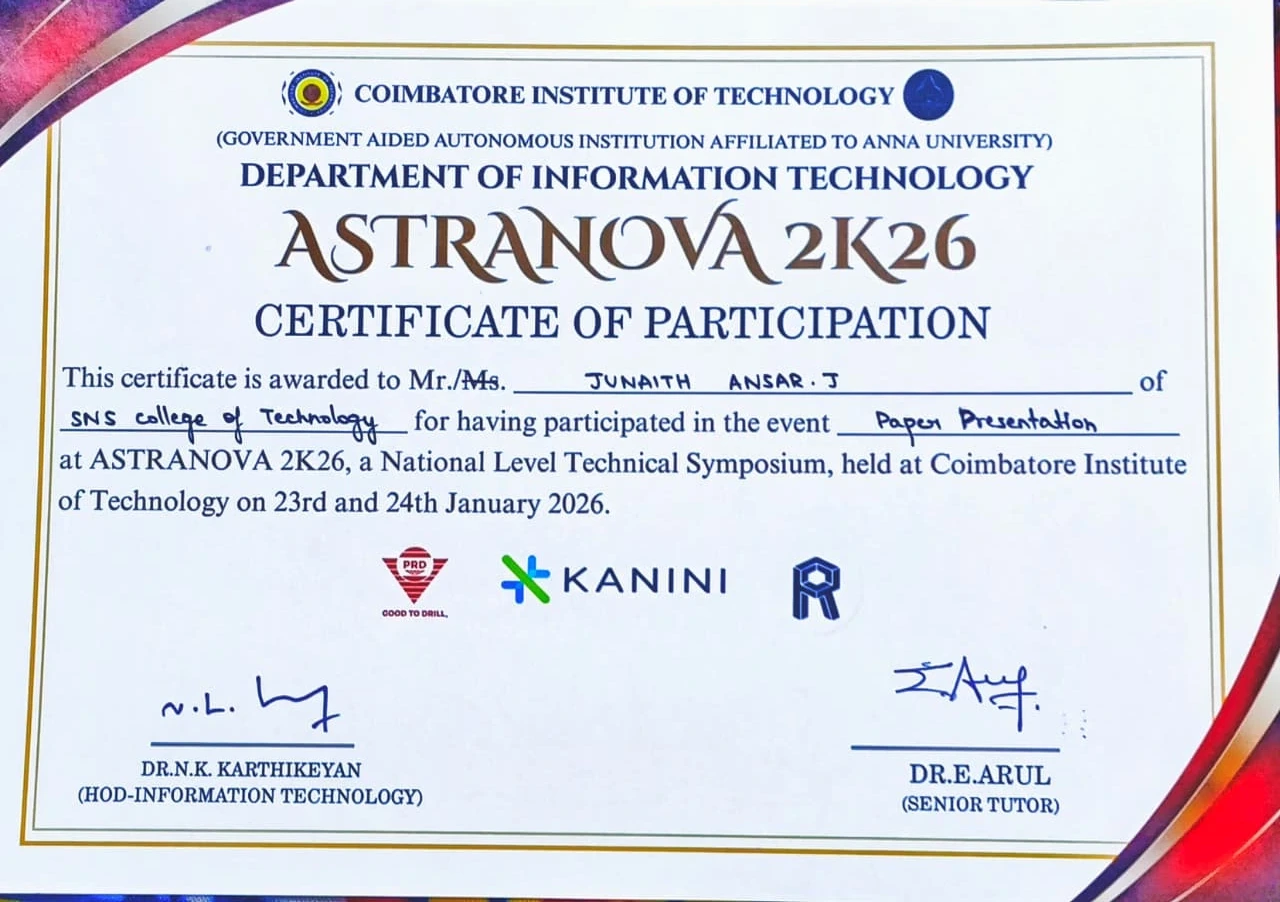 COIMBATORE INSTITUTE OF TECHNOLOGY
(GOVERNMENT AIDED AUTONOMOUS INSTITUTION AFFILIATED TO ANNA UNIVERSITY)
DEPARTMENT OF INFORMATION TECHNOLOGY
ASTRANOVA 2K26
CERTIFICATE OF PARTICIPATION
This certificate is awarded to Mr./Ms. JUNAITH ANSAR. J of
SNS college of Technology for having participated in the event Paper Presentation
at ASTRANOVA 2K26, a National Level Technical Symposium, held at Coimbatore Institute
of Technology on 23rd and 24th January 2026.
PRD
GOOD TO DRILL.
KANINI
R
N.L.
DR.N.K. KARTHIKEYAN
(HOD-INFORMATION TECHNOLOGY)
DR.E.ARUL
(SENIOR TUTOR)